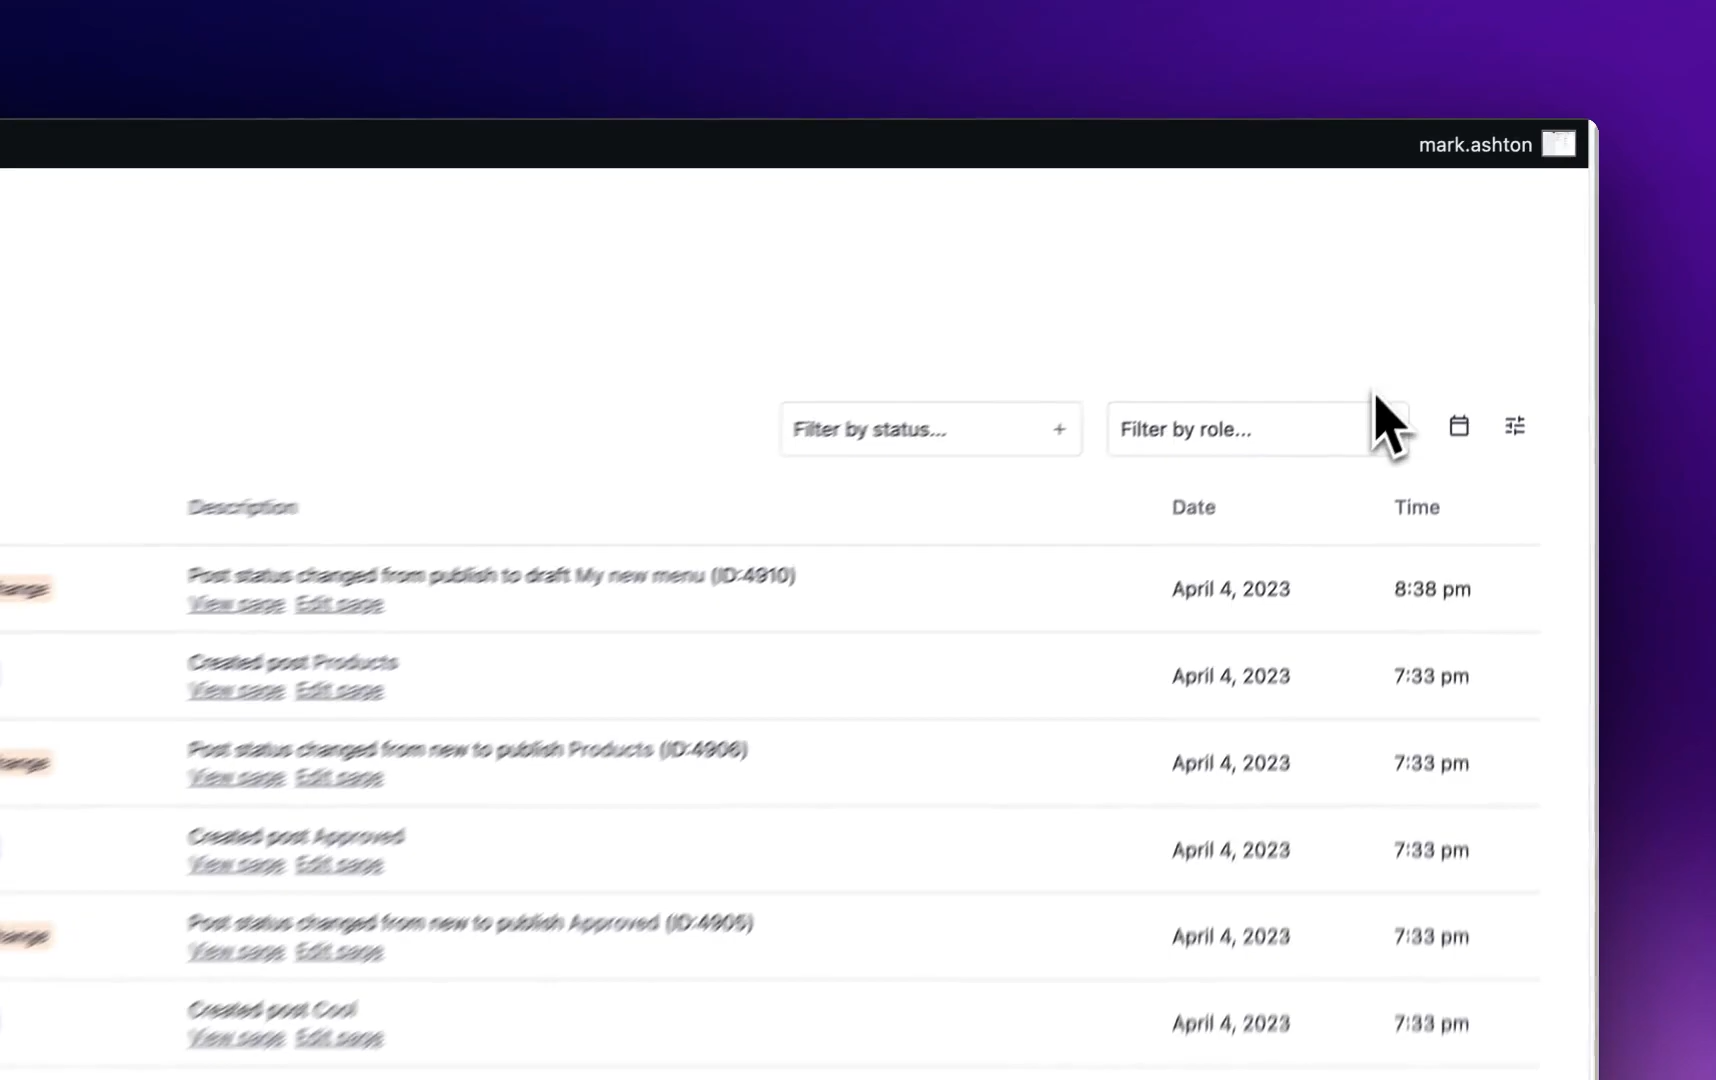 mark.ashton
Filter by status... +
Filter by role...
Description Date Time
Post status changed from publish to draft My new menu (ID:4910) April 4, 2023 8:38 pm
View page Edit page
Created post Products April 4, 2023 7:33 pm
View page Edit page
Post status changed from new to publish Products (ID:4906) April 4, 2023 7:33 pm
View page Edit page
Created post Approved April 4, 2023 7:33 pm
View page Edit page
Post status changed from new to publish Approved (ID:4905) April 4, 2023 7:33 pm
View page Edit page
Created post Cool April 4, 2023 7:33 pm
View page Edit page